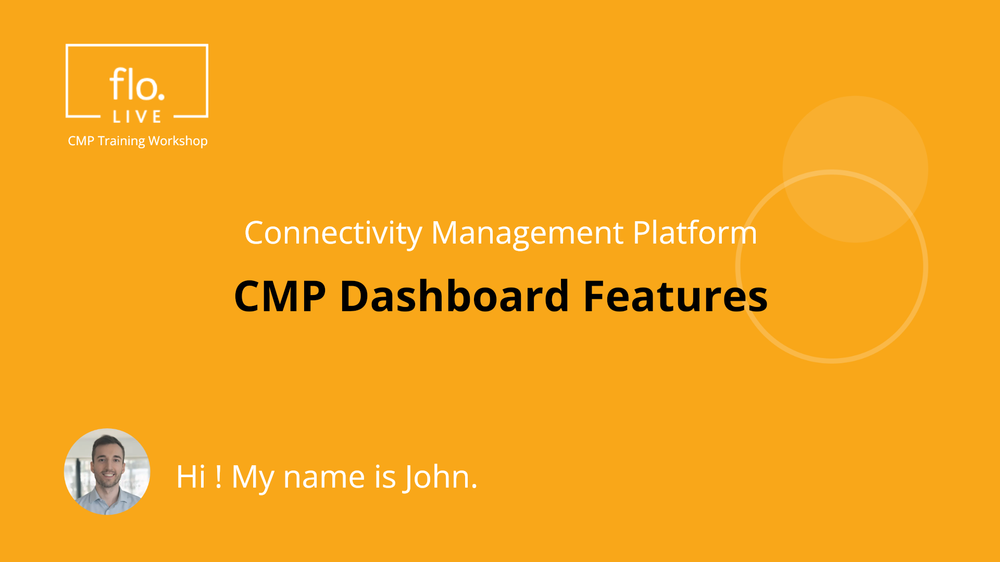 flo.
LIVE
CMP Training Workshop
Connectivity Management Platform
CMP Dashboard Features
Hi ! My name is John.